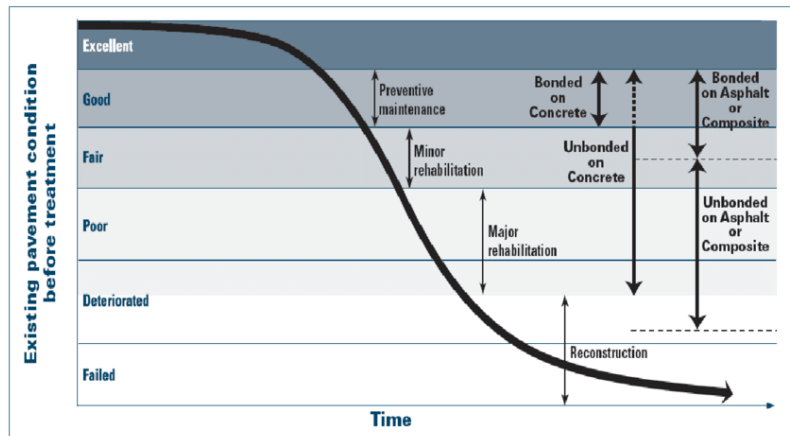 Existing pavement condition
before treatment
Excellent
Good
Fair
Poor
Deteriorated
Failed
Preventive
maintenance
Minor
rehabilitation
Major
rehabilitation
Reconstruction
Bonded
on
Concrete
Unbonded
on
Concrete
Bonded
on Asphalt
or
Composite
Unbonded
on Asphalt
or
Composite
Time